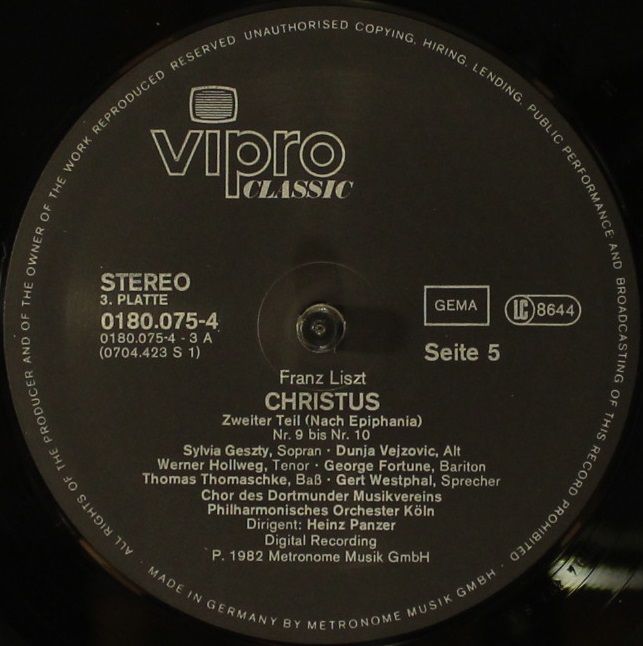 ALL RIGHTS OF THE PRODUCER AND OF THE OWNER OF THE WORK REPRODUCED RESERVED UNAUTHORISED COPYING, HIRING, LENDING, PUBLIC PERFORMANCE AND BROADCASTING OF THIS RECORD PROHIBITED ·
vipro
CLASSIC
STEREO
3. PLATTE
0180.075-4
0180.075-4 - 3 A
(0704.423 S 1)
GEMA
LC 8644
Seite 5
Franz Liszt
CHRISTUS
Zweiter Teil (Nach Epiphania)
Nr. 9 bis Nr. 10
Sylvia Geszty, Sopran · Dunja Vejzovic, Alt
Werner Hollweg, Tenor · George Fortune, Bariton
Thomas Thomaschke, Baß · Gert Westphal, Sprecher
Chor des Dortmunder Musikvereins
Philharmonisches Orchester Köln
Dirigent: Heinz Panzer
Digital Recording
P. 1982 Metronome Musik GmbH
· MADE IN GERMANY BY METRONOME MUSIK GMBH ·